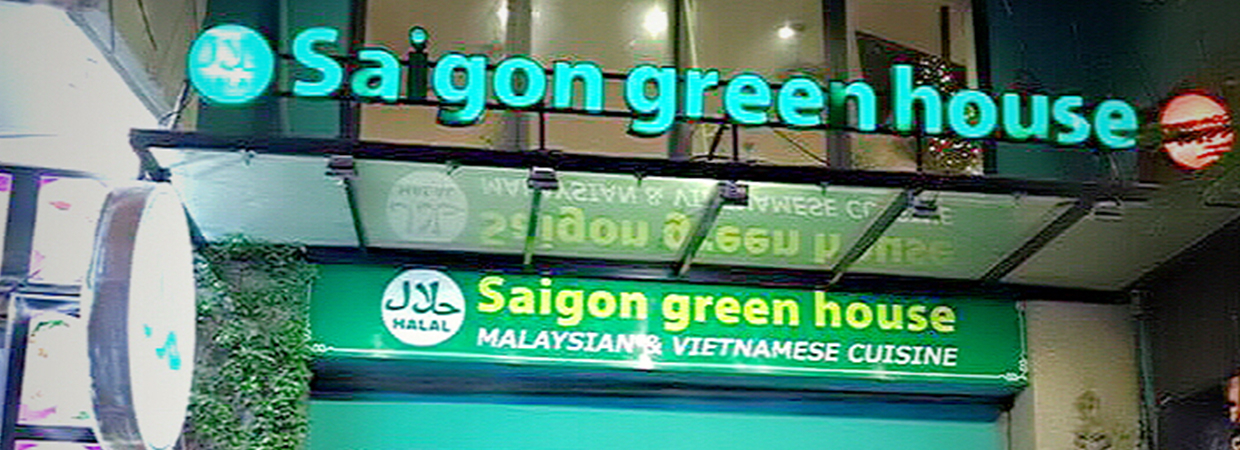 Saigon green house
حلال
HALAL
Saigon green house
MALAYSIAN & VIETNAMESE CUISINE